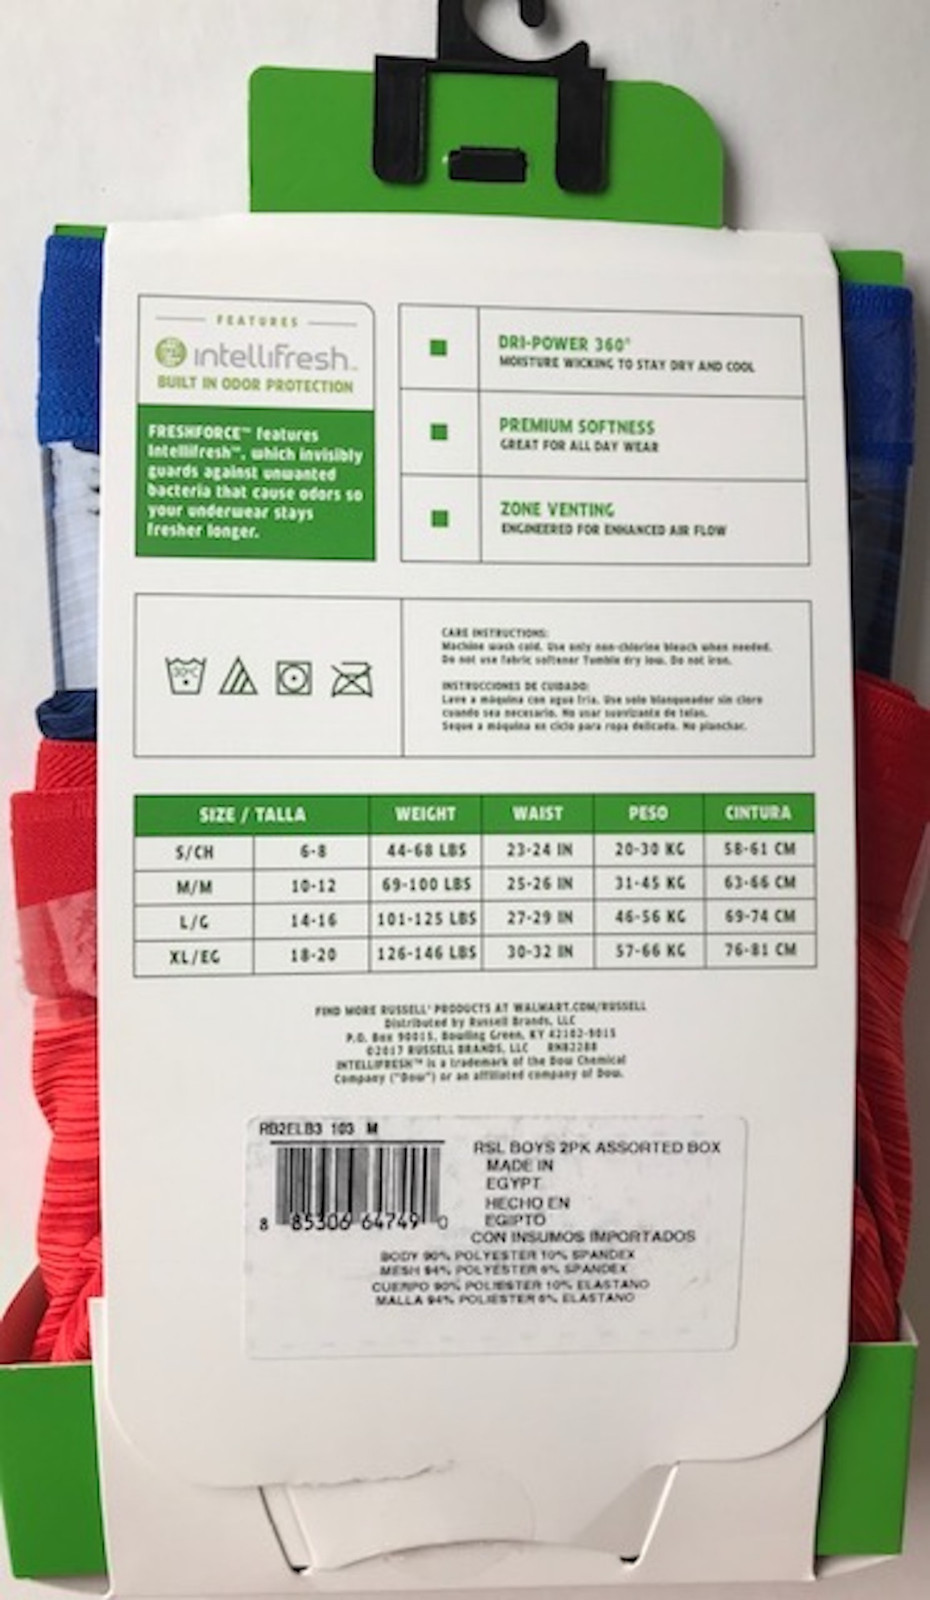 FEATURES
intellifresh™
BUILT IN ODOR PROTECTION
FRESHFORCE™ features
Intellifresh™, which invisibly
guards against unwanted
bacteria that cause odors so
your underwear stays
fresher longer.
DRI-POWER 360°
MOISTURE WICKING TO STAY DRY AND COOL
PREMIUM SOFTNESS
GREAT FOR ALL DAY WEAR
ZONE VENTING
ENGINEERED FOR ENHANCED AIR FLOW
30°C
CARE INSTRUCTIONS:
Machine wash cold. Use only non-chlorine bleach when needed.
Do not use fabric softener Tumble dry low. Do not iron.
INSTRUCCIONES DE CUIDADO:
Lave a máquina con agua fria. Use solo blanqueador sin cloro
cuando sea necesario. No usar suavizante de telas.
Seque a máquina en ciclo para ropa delicada. No planchar.
SIZE / TALLA WEIGHT WAIST PESO CINTURA
S/CH 6-8 44-68 LBS 23-24 IN 20-30 KG 58-61 CM
M/M 10-12 69-100 LBS 25-26 IN 31-45 KG 63-66 CM
L/G 14-16 101-125 LBS 27-29 IN 46-56 KG 69-74 CM
XL/EG 18-20 126-146 LBS 30-32 IN 57-66 KG 76-81 CM
FIND MORE RUSSELL® PRODUCTS AT WALMART.COM/RUSSELL
Distributed by Russell Brands, LLC
P.O. Box 90015, Bowling Green, KY 42102-9015
©2017 RUSSELL BRANDS, LLC RN82288
INTELLIFRESH™ is a trademark of the Dow Chemical
Company ("Dow") or an affiliated company of Dow.
RB2ELB3 103 M
8 85306 64749 0
RSL BOYS 2PK ASSORTED BOX
MADE IN
EGYPT
HECHO EN
EGIPTO
CON INSUMOS IMPORTADOS
BODY 90% POLYESTER 10% SPANDEX
MESH 94% POLYESTER 6% SPANDEX
CUERPO 90% POLIESTER 10% ELASTANO
MALLA 94% POLIESTER 6% ELASTANO